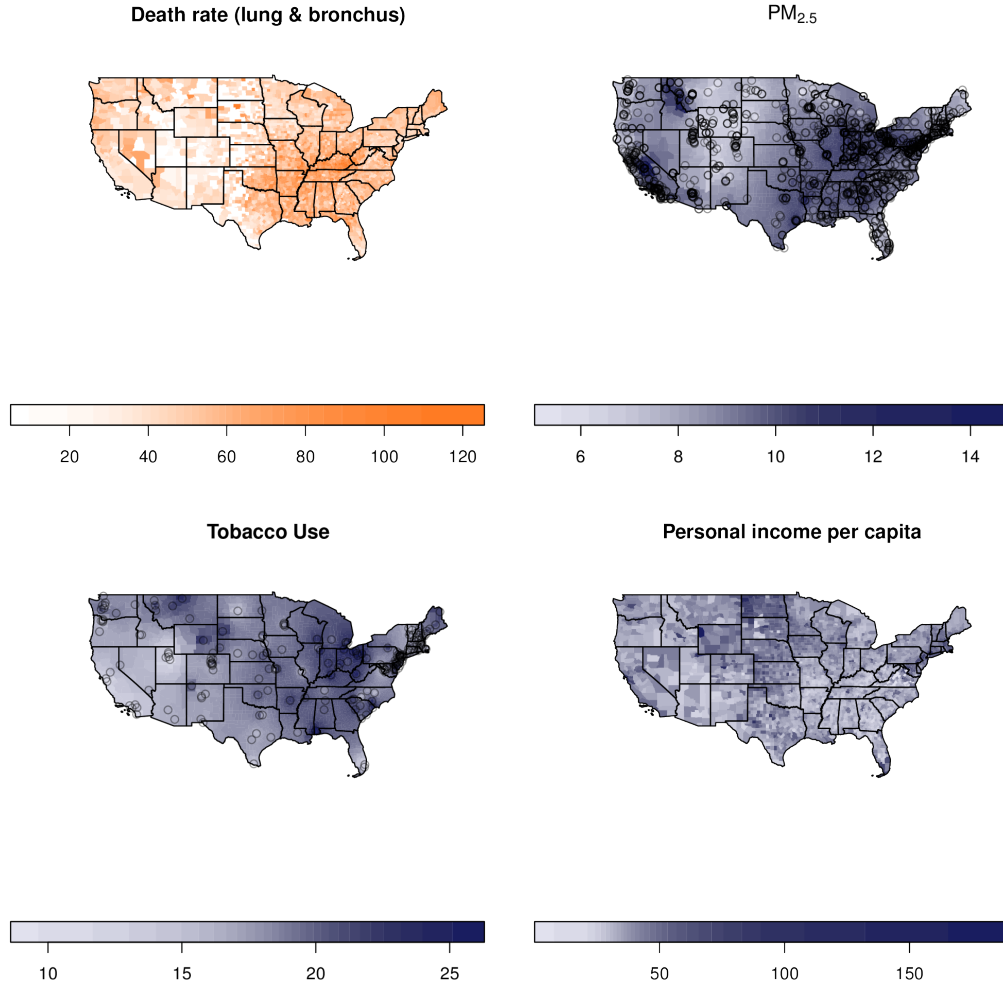 Death rate (lung & bronchus)
PM2.5
20 40 60 80 100 120
6 8 10 12 14
Tobacco Use
Personal income per capita
10 15 20 25
50 100 150